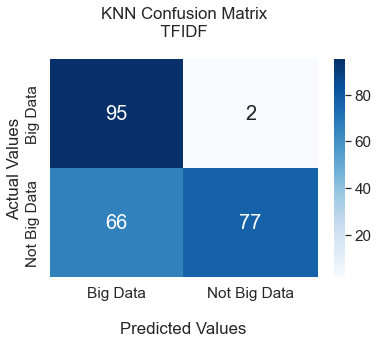 KNN Confusion Matrix
TFIDF
Actual Values
Big Data
Not Big Data
95
2
66
77
Big Data
Not Big Data
Predicted Values
80
60
40
20